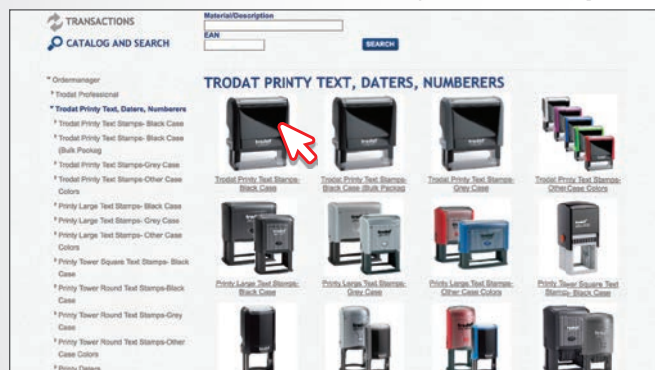 TRANSACTIONS
CATALOG AND SEARCH
Material/Description
EAN
SEARCH
Ordermanager
Trodat Professional
Trodat Printy Text, Daters, Numberers
Trodat Printy Text Stamps- Black Case
Trodat Printy Text Stamps- Black Case
(Bulk Packag
Trodat Printy Text Stamps-Grey Case
Trodat Printy Text Stamps-Other Case
Colors
Printy Large Text Stamps- Black Case
Printy Large Text Stamps- Grey Case
Printy Large Text Stamps- Other Case
Colors
Printy Tower Square Text Stamps- Black
Case
Printy Tower Round Text Stamps-Black
Case
Printy Tower Round Text Stamps-Grey
Case
Printy Tower Round Text Stamps-Other
Case Colors
Printy Daters
TRODAT PRINTY TEXT, DATERS, NUMBERERS
Trodat Printy Text Stamps-
Black Case
Trodat Printy Text Stamps-
Black Case (Bulk Packag
Trodat Printy Text Stamps-
Grey Case
Trodat Printy Text Stamps-
Other Case Colors
Printy Large Text Stamps-
Black Case
Printy Large Text Stamps-
Grey Case
Printy Large Text Stamps-
Other Case Colors
Printy Tower Square Text
Stamps- Black Case